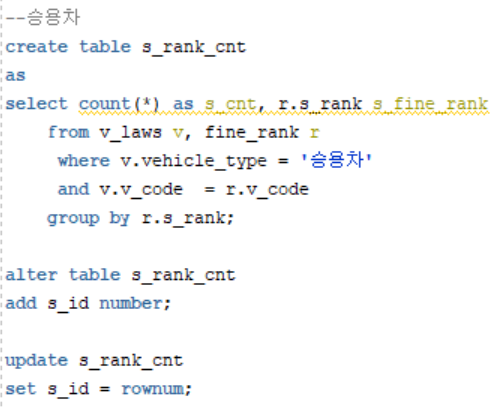 --승용차
create table s_rank_cnt
as
select count(*) as s_cnt, r.s_rank s_fine_rank
from v_laws v, fine_rank r
where v.vehicle_type = '승용차'
and v.v_code  = r.v_code
group by r.s_rank;
alter table s_rank_cnt
add s_id number;
update s_rank_cnt
set s_id = rownum;